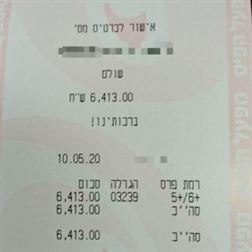 אישור לכרטיס מס'
שולם
6,413.00 ש"ח
ברכותינו!
10.05.20
רמת פרס הגרלה סכום
5/+6+ 03239 6,413.00
סה''ב 6,413.00
סה''ב 6,413.00